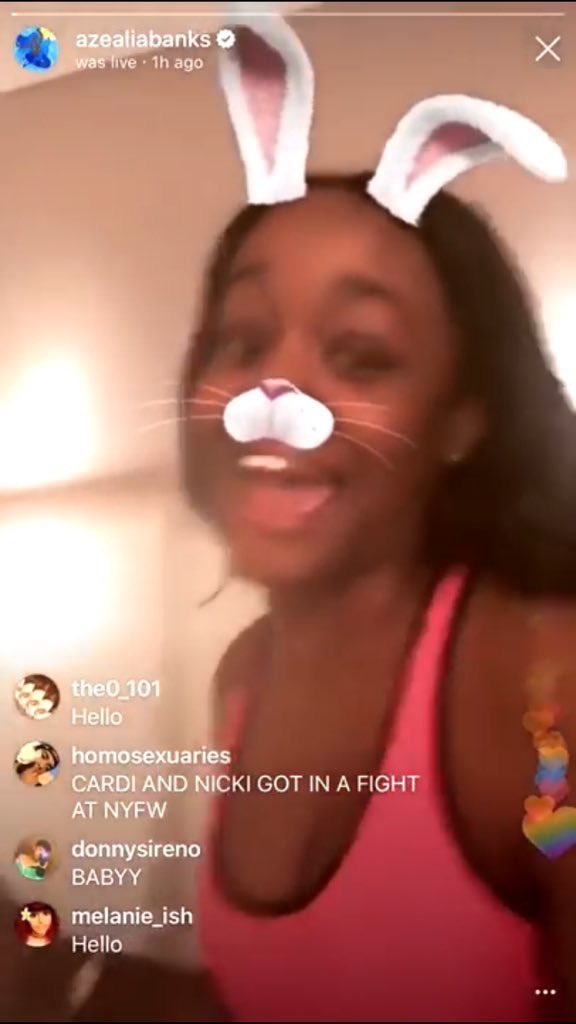 azealiabanks
was live · 1h ago
the0_101
Hello
homosexuaries
CARDI AND NICKI GOT IN A FIGHT
AT NYFW
donnysireno
BABYY
melanie_ish
Hello